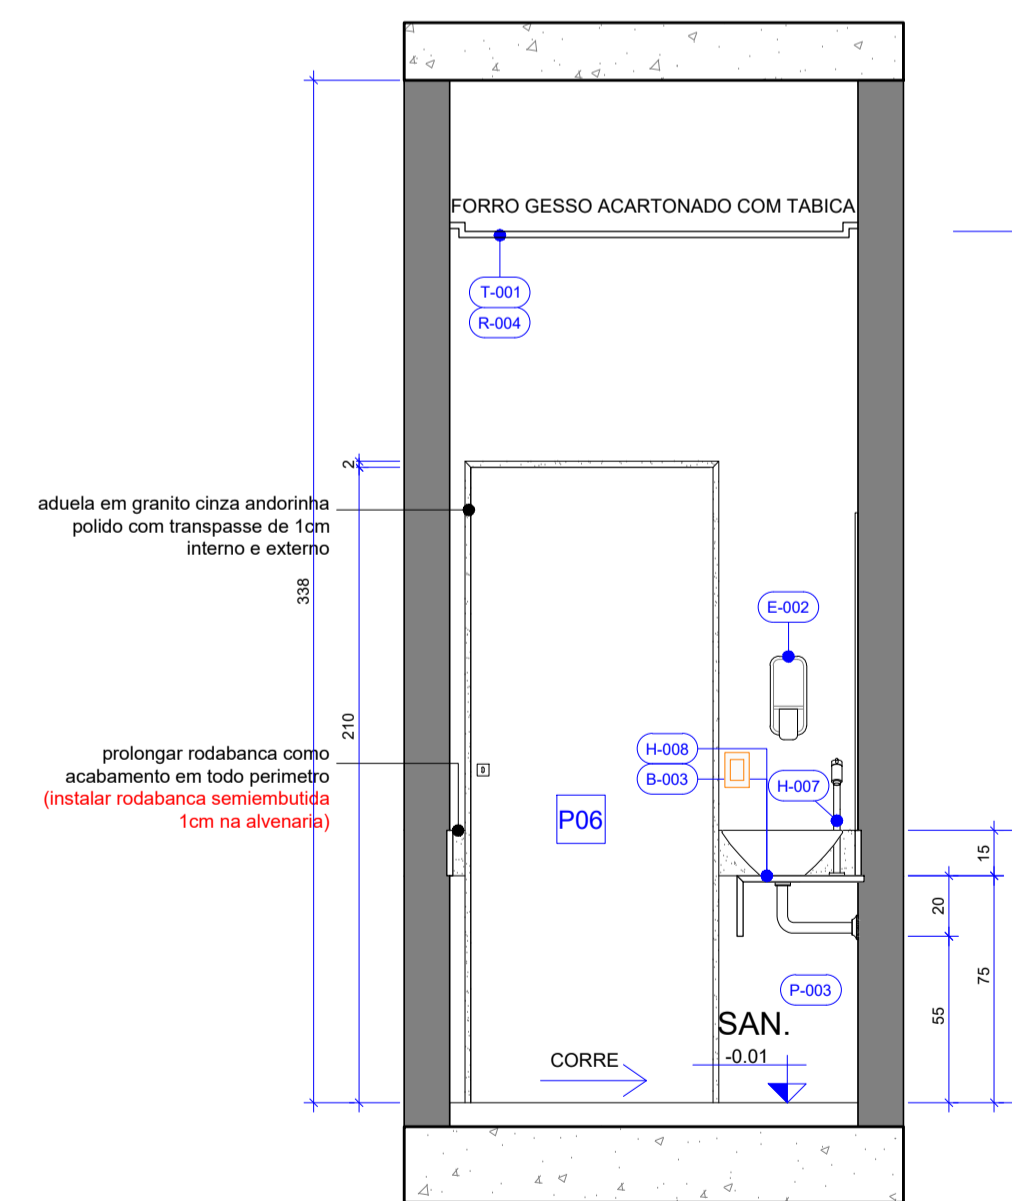 FORRO GESSO ACARTONADO COM TABICA
T-001
R-004
2
aduela em granito cinza andorinha
polido com transpasse de 1cm
interno e externo
338
E-002
210
prolongar rodabanca como
acabamento em todo perimetro
(instalar rodabanca semiembutida
1cm na alvenaria)
H-008
B-003
H-007
P06
15
20
75
P-003
55
SAN.
-0.01
CORRE